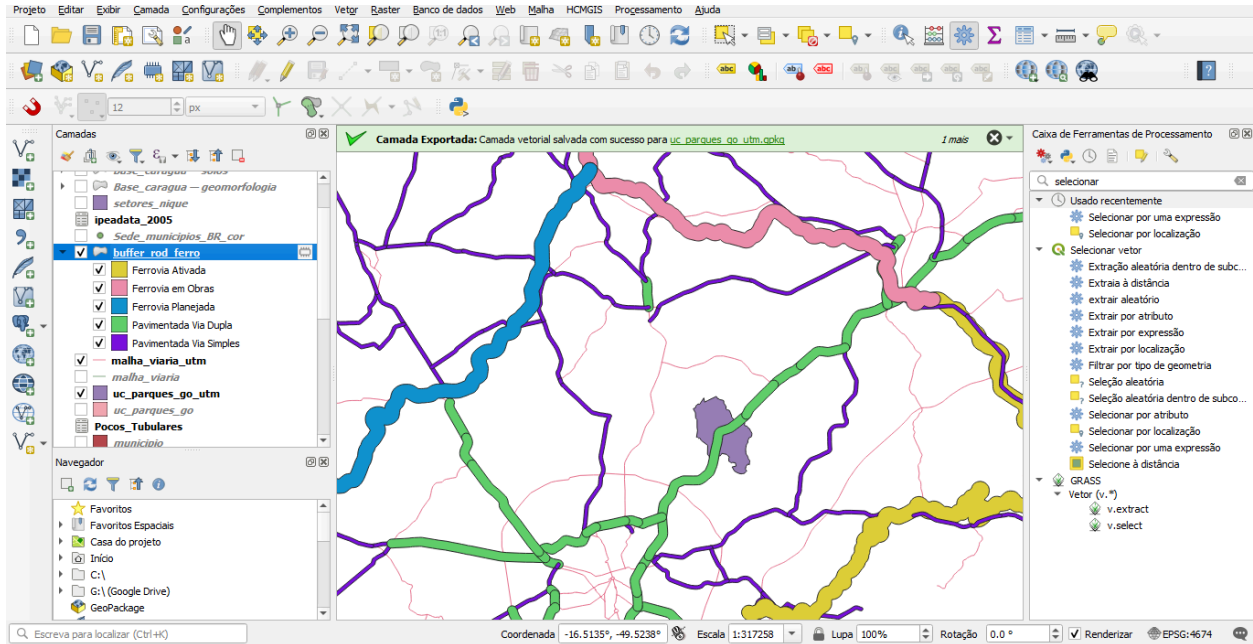 Projeto Editar Exibir Camada Configurações Complementos Vetor Raster Banco de dados Web Malha HCMGIS Processamento Ajuda
12 px
Camadas
Camada Exportada: Camada vetorial salvada com sucesso para uc_parques_go_utm.gpkg 1 mais
Base_caragua — solos
Base_caragua — geomorfologia
setores_nique
ipeadata_2005
Sede_municipios_BR_cor
buffer_rod_ferro
Ferrovia Ativada
Ferrovia em Obras
Ferrovia Planejada
Pavimentada Via Dupla
Pavimentada Via Simples
malha_viaria_utm
malha_viaria
uc_parques_go_utm
uc_parques_go
Pocos_Tubulares
municipio
Navegador
Favoritos
Favoritos Espaciais
Casa do projeto
Início
C:\
G:\ (Google Drive)
GeoPackage
Caixa de Ferramentas de Processamento
selecionar
Usado recentemente
Selecionar por uma expressão
Selecionar por localização
Selecionar vetor
Extração aleatória dentro de subc...
Extraia à distância
extrair aleatório
Extrair por atributo
Extrair por expressão
Extrair por localização
Filtrar por tipo de geometria
Seleção aleatória
Seleção aleatória dentro de subco...
Selecionar por atributo
Selecionar por localização
Selecionar por uma expressão
Selecione à distância
GRASS
Vetor (v.*)
v.extract
v.select
Escreva para localizar (Ctrl+K) Coordenada -16.5135°, -49.5238° Escala 1:317258 Lupa 100% Rotação 0.0 ° Renderizar EPSG:4674